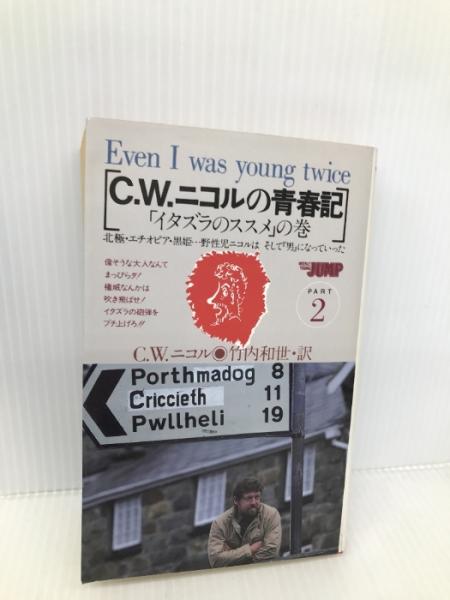 Even I was young twice
[C.W.ニコルの青春記]
「イタズラのススメ」の巻
北極・エチオピア・黒姫…野性児ニコルは そして『男』になっていった
偉そうな大人なんて
まっぴらダ!
権威なんかは
吹き飛ばせ!
イタズラの砲弾を
ブチ上げろ!!
JUMP
PART
2
C.W.ニコル◉竹内和世・訳
Porthmadog 8
Criccieth 11
Pwllheli 19